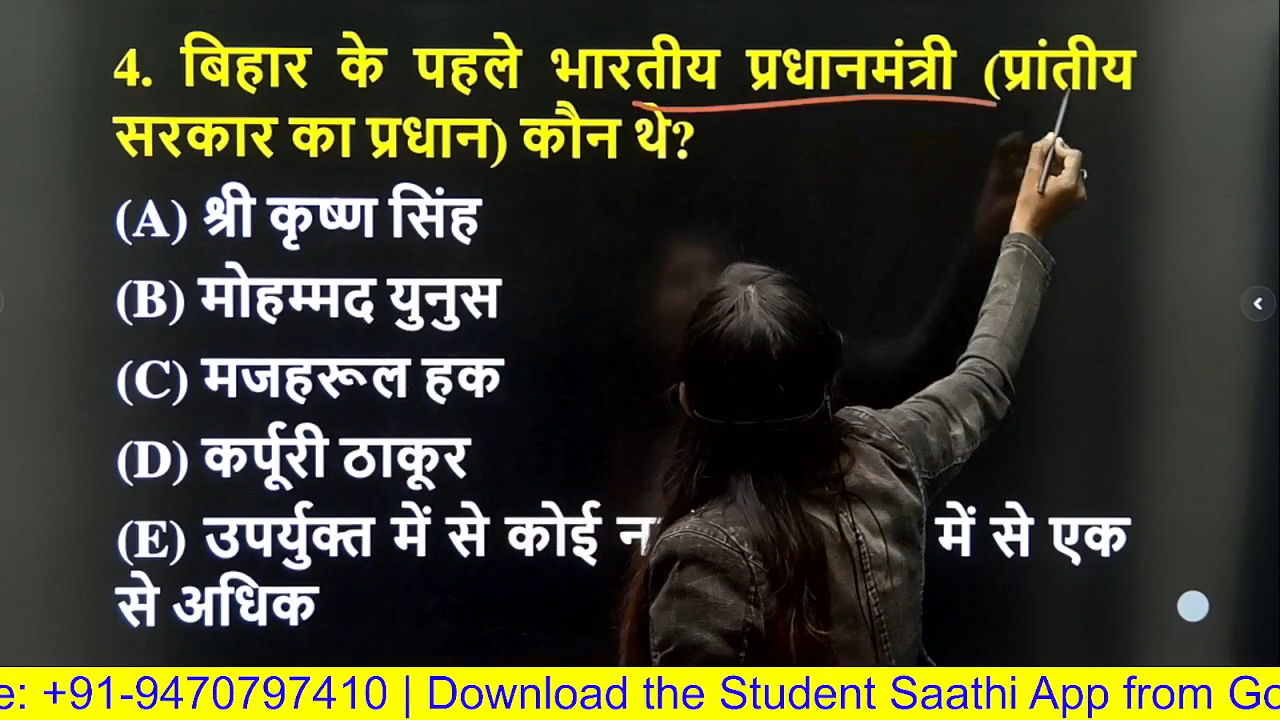 4. बिहार के पहले भारतीय प्रधानमंत्री (प्रांतीय
सरकार का प्रधान) कौन थे?
(A) श्री कृष्ण सिंह
(B) मोहम्मद युनुस
(C) मजहरूल हक
(D) कर्पूरी ठाकूर
(E) उपर्युक्त में से कोई में से एक
से अधिक
: +91-9470797410 | Download the Student Saathi App from